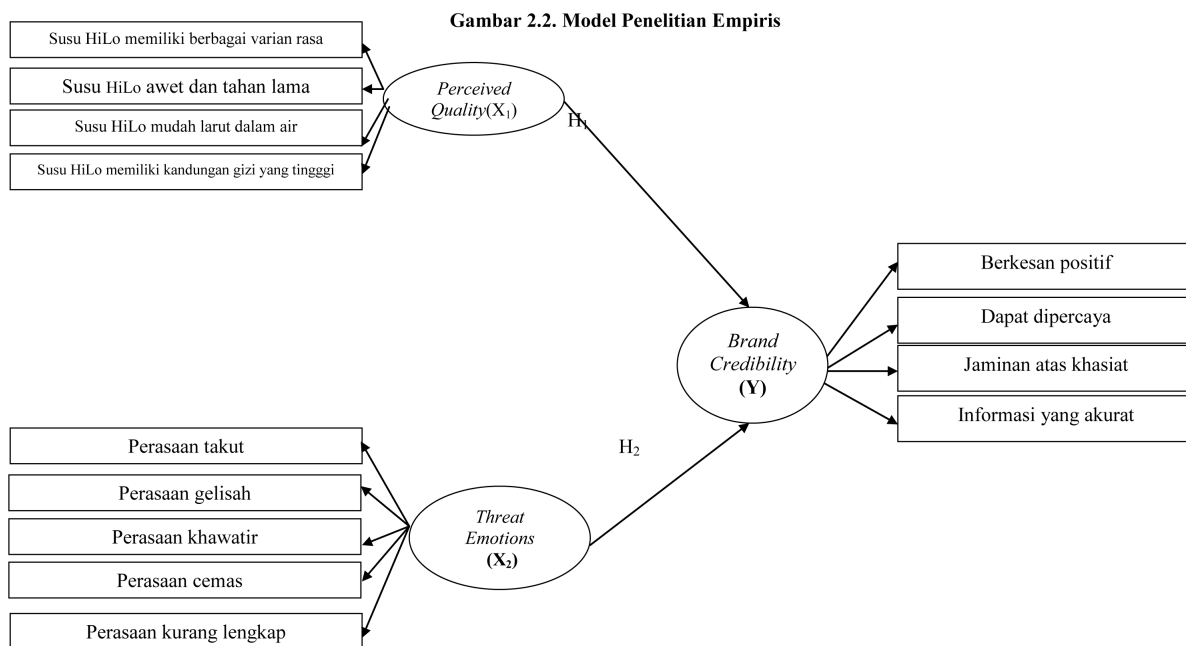 Gambar 2.2. Model Penelitian Empiris
Susu HiLo memiliki berbagai varian rasa
Susu HiLo awet dan tahan lama
Susu HiLo mudah larut dalam air
Susu HiLo memiliki kandungan gizi yang tingggi
Perceived
Quality(X₁)
H₁
Berkesan positif
Dapat dipercaya
Jaminan atas khasiat
Informasi yang akurat
Brand
Credibility
(Y)
H₂
Perasaan takut
Perasaan gelisah
Perasaan khawatir
Perasaan cemas
Perasaan kurang lengkap
Threat
Emotions
(X₂)